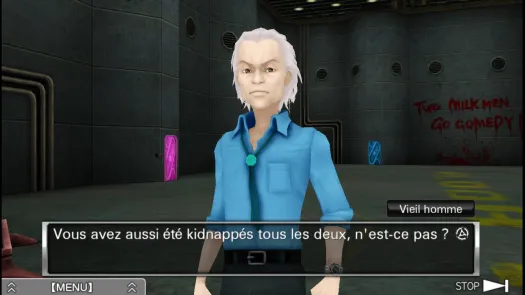 TWO MILKMEN
GO COMEDY
Vieil homme
Vous avez aussi été kidnappés tous les deux, n'est-ce pas ?
【MENU】
STOP